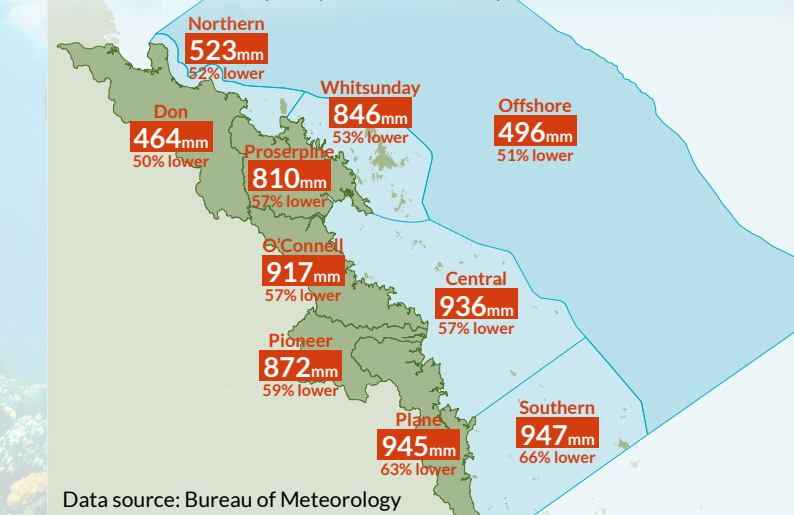 Northern
523mm
52% lower
Whitsunday
846mm
53% lower
Offshore
496mm
51% lower
Don
464mm
50% lower
Proserpine
810mm
57% lower
O'Connell
917mm
57% lower
Central
936mm
57% lower
Pioneer
872mm
59% lower
Plane
945mm
63% lower
Southern
947mm
66% lower
Data source: Bureau of Meteorology